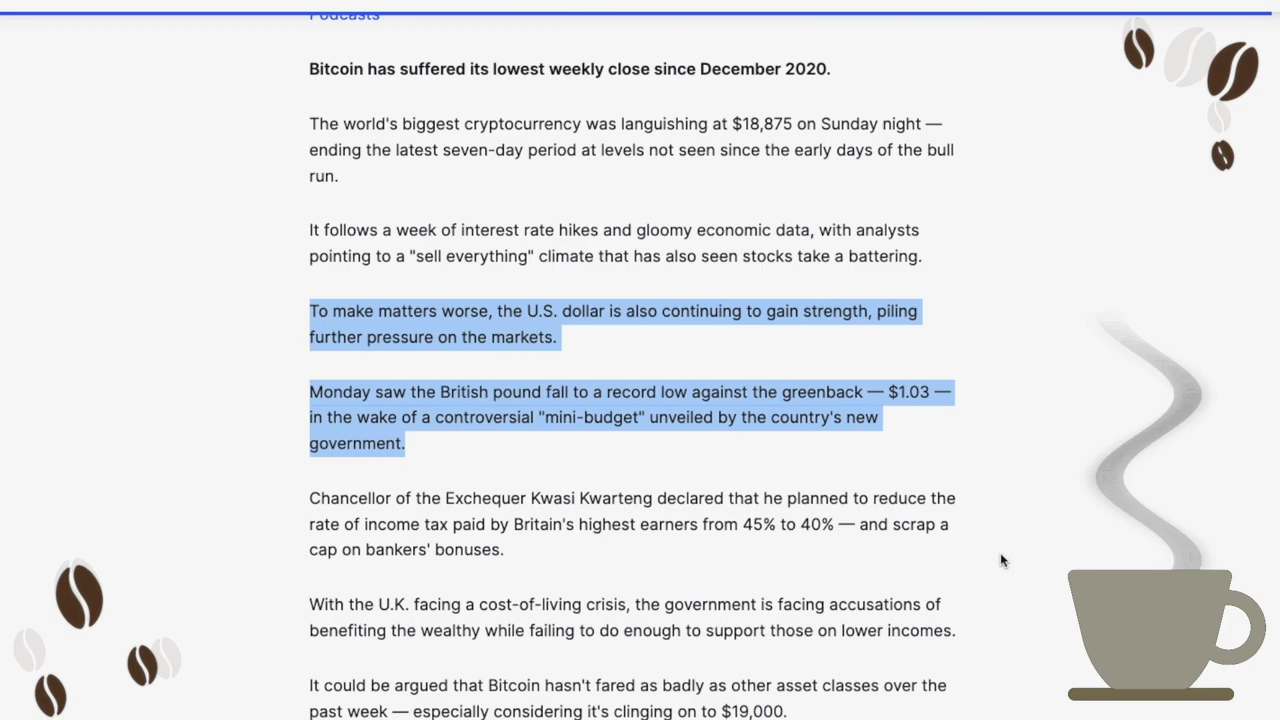 Podcasts
Bitcoin has suffered its lowest weekly close since December 2020.
The world's biggest cryptocurrency was languishing at $18,875 on Sunday night —
ending the latest seven-day period at levels not seen since the early days of the bull
run.
It follows a week of interest rate hikes and gloomy economic data, with analysts
pointing to a "sell everything" climate that has also seen stocks take a battering.
To make matters worse, the U.S. dollar is also continuing to gain strength, piling
further pressure on the markets.
Monday saw the British pound fall to a record low against the greenback — $1.03 —
in the wake of a controversial "mini-budget" unveiled by the country's new
government.
Chancellor of the Exchequer Kwasi Kwarteng declared that he planned to reduce the
rate of income tax paid by Britain's highest earners from 45% to 40% — and scrap a
cap on bankers' bonuses.
With the U.K. facing a cost-of-living crisis, the government is facing accusations of
benefiting the wealthy while failing to do enough to support those on lower incomes.
It could be argued that Bitcoin hasn't fared as badly as other asset classes over the
past week — especially considering it's clinging on to $19,000.